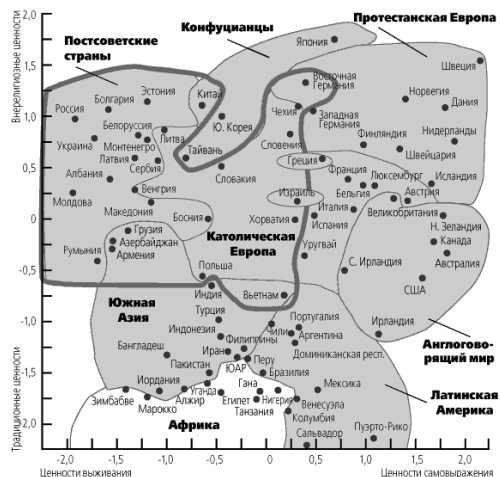 2,0
1,5
1,0
0,5
0
-0,5
-1,0
-1,5
-2,0
Внерелигиозные ценности
Традиционные ценности
Постсоветские
страны
Конфуцианцы
Протестанская Европа
Япония
Швеция
Эстония
Болгария
Россия
Китай
Восточная
Германия
Норвегия
Дания
Чехия
Западная
Германия
Ю. Корея
Белоруссия
Литва
Украина
Монтенегро
Словения
Финляндия
Нидерланды
Латвия
Сербия
Тайвань
Греция
Швейцария
Албания
Словакия
Франция
Люксембург
Исландия
Молдова
Венгрия
Израиль
Бельгия
Австрия
Македония
Босния
Италия
Великобритания
Хорватия
Испания
Грузия
Н. Зеландия
Азербайджан
Католическая
Европа
Канада
Армения
Уругвай
Австралия
Румыния
Польша
С. Ирландия
США
Индия
Вьетнам
Южная
Азия
Турция
Португалия
Ирландия
Индонезия
Филиппины
Чили
Аргентина
Англогово-
рящий мир
Бангладеш
Иран
Доминиканская респ.
Пакистан
ЮАР
Перу
Бразилия
Иордания
Уганда
Гана
Мексика
Латинская
Америка
Зимбабве
Марокко
Алжир
Египет
Нигерия
Венесуэла
Танзания
Африка
Колумбия
Сальвадор
Пуэрто-Рико
-2,0
-1,5
-1,0
-0,5
0
0,5
1,0
1,5
2,0
Ценности выживания
Ценности самовыражения